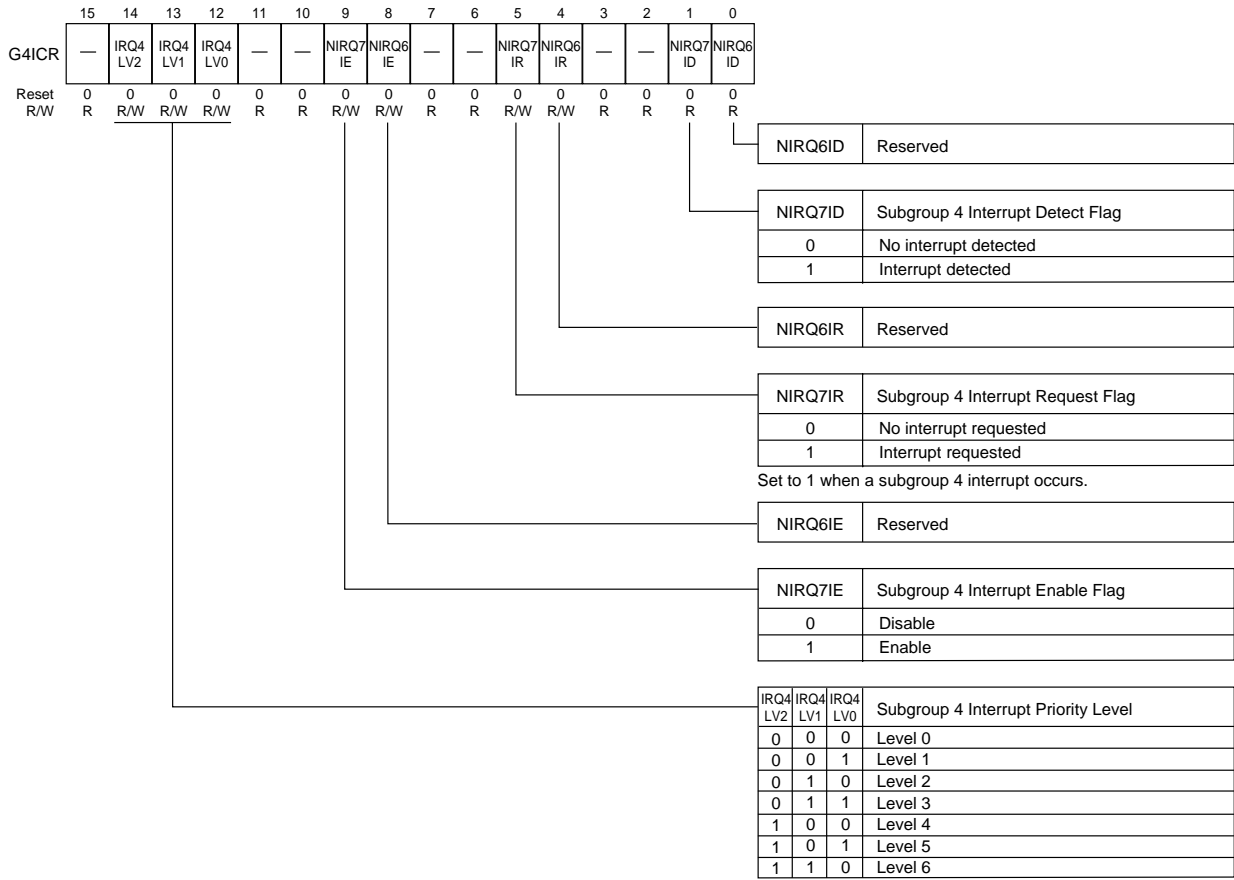 15 14 13 12 11 10 9 8 7 6 5 4 3 2 1 0
G4ICR — IRQ4 LV2 IRQ4 LV1 IRQ4 LV0 — — NIRQ7 IE NIRQ6 IE — — NIRQ7 IR NIRQ6 IR — — NIRQ7 ID NIRQ6 ID
Reset 0 0 0 0 0 0 0 0 0 0 0 0 0 0 0 0
R/W R R/W R/W R/W R R R/W R/W R R R/W R/W R R R R
NIRQ6ID Reserved
NIRQ7ID Subgroup 4 Interrupt Detect Flag
0 No interrupt detected
1 Interrupt detected
NIRQ6IR Reserved
NIRQ7IR Subgroup 4 Interrupt Request Flag
0 No interrupt requested
1 Interrupt requested
Set to 1 when a subgroup 4 interrupt occurs.
NIRQ6IE Reserved
NIRQ7IE Subgroup 4 Interrupt Enable Flag
0 Disable
1 Enable
IRQ4 LV2 IRQ4 LV1 IRQ4 LV0 Subgroup 4 Interrupt Priority Level
0 0 0 Level 0
0 0 1 Level 1
0 1 0 Level 2
0 1 1 Level 3
1 0 0 Level 4
1 0 1 Level 5
1 1 0 Level 6